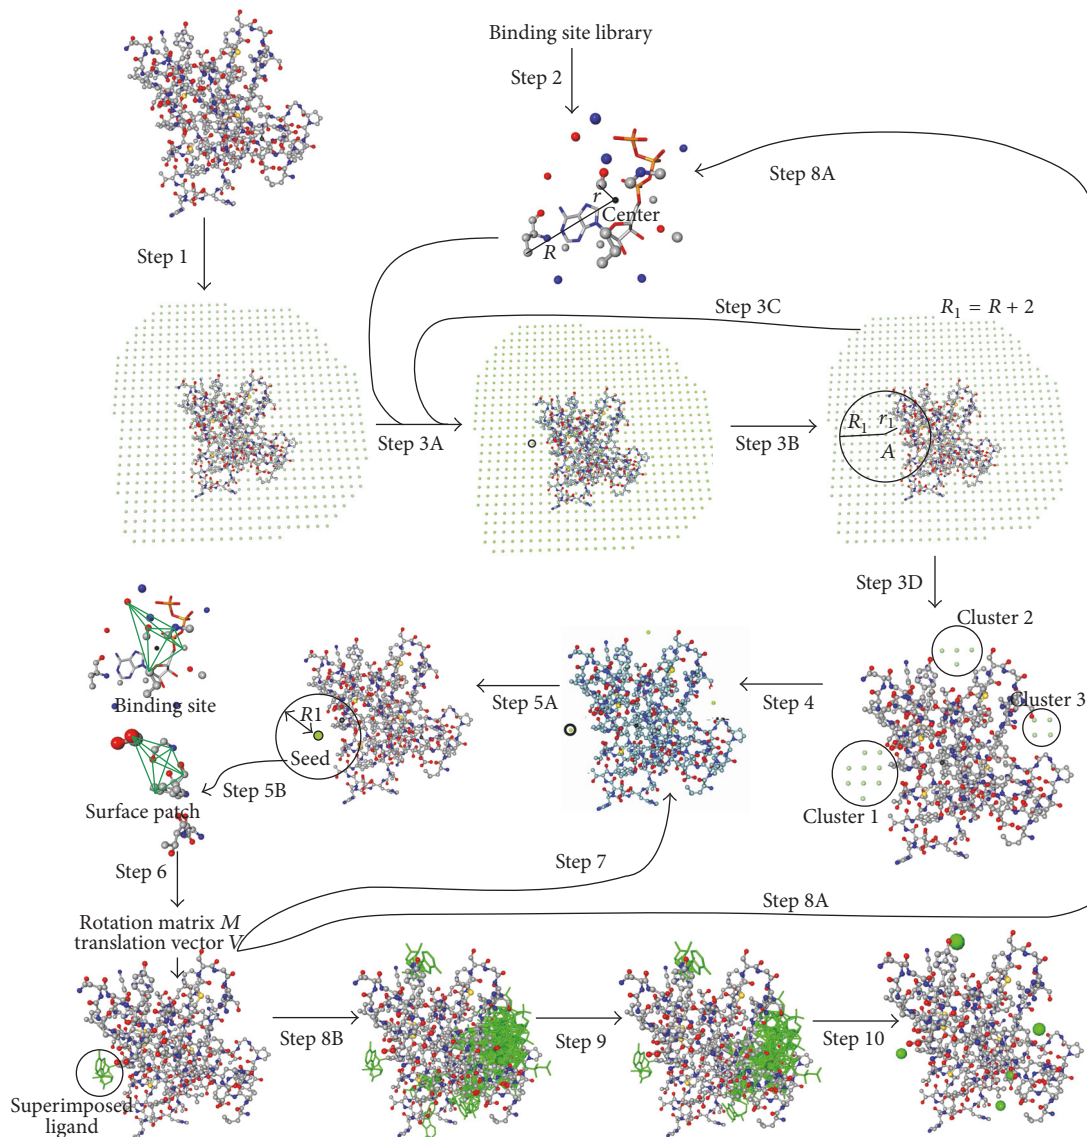 Binding site library
Step 2
Step 8A
r
Center
R
Step 1
Step 3C
R₁ = R + 2
Step 3A
Step 3B
R₁
r₁
A
Step 3D
Cluster 2
Cluster 3
Cluster 1
Step 4
Step 5A
R1
Seed
Binding site
Step 5B
Surface patch
Step 6
Step 7
Step 8A
Rotation matrix M
translation vector V
Step 8B
Step 9
Step 10
Superimposed
ligand